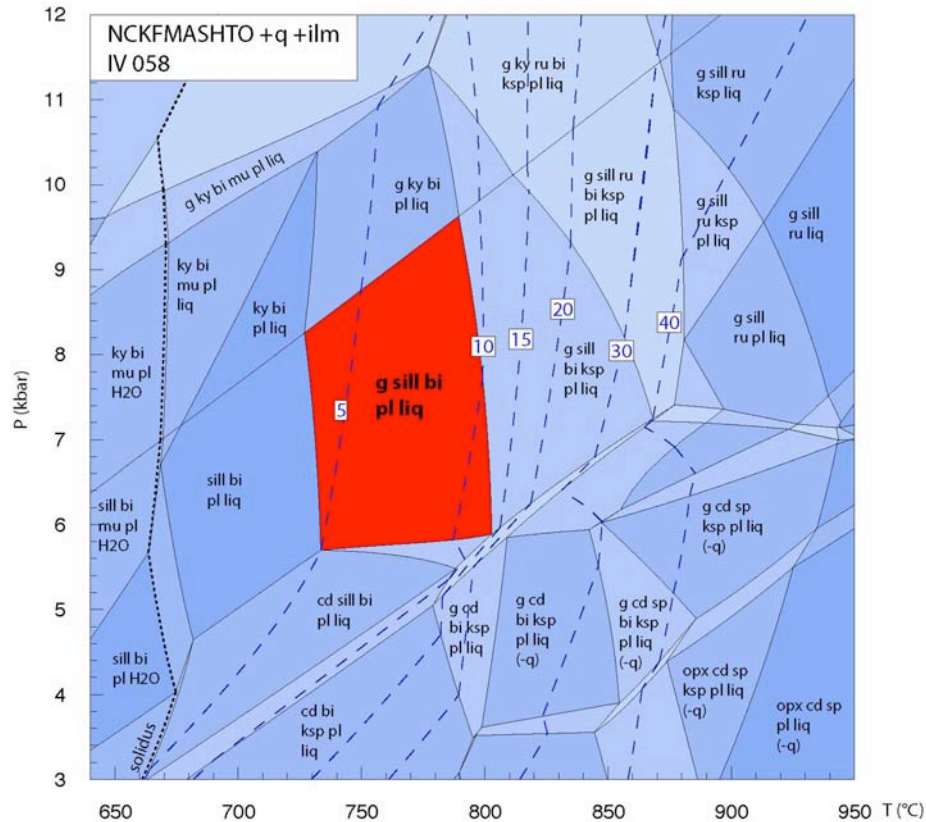 NCKFMASHTO +q +ilm
IV 058
12
11
10
9
8
7
6
5
4
3
P (kbar)
650
700
750
800
850
900
950
T (°C)
g ky ru bi
ksp pl liq
g sill ru
ksp liq
g ky bi mu pl liq
g ky bi
pl liq
g sill ru
bi ksp
pl liq
g sill
ru ksp
pl liq
g sill
ru liq
ky bi
mu pl
liq
ky bi
pl liq
ky bi
mu pl
H2O
g sill bi
pl liq
g sill
bi ksp
pl liq
g sill
ru pl liq
5
10
15
20
30
40
sill bi
pl liq
sill bi
mu pl
H2O
g cd sp
ksp pl liq
(-q)
cd sill bi
pl liq
g cd
bi ksp
pl liq
g cd
bi ksp
pl liq
(-q)
g cd sp
bi ksp
pl liq
(-q)
sill bi
pl H2O
cd bi
ksp pl
liq
opx cd sp
ksp pl liq
(-q)
opx cd sp
pl liq
(-q)
solidus